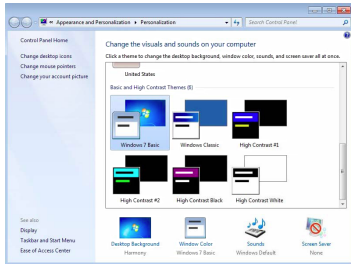 « Appearance and Personalization ▸ Personalization
Search Control Panel
Control Panel Home
Change desktop icons
Change mouse pointers
Change your account picture
Change the visuals and sounds on your computer
Click a theme to change the desktop background, window color, sounds, and screen saver all at once.
United States
Basic and High Contrast Themes (6)
Windows 7 Basic
Windows Classic
High Contrast #1
High Contrast #2
High Contrast Black
High Contrast White
See also
Display
Taskbar and Start Menu
Ease of Access Center
Desktop Background
Harmony
Window Color
Windows 7 Basic
Sounds
Windows Default
Screen Saver
None